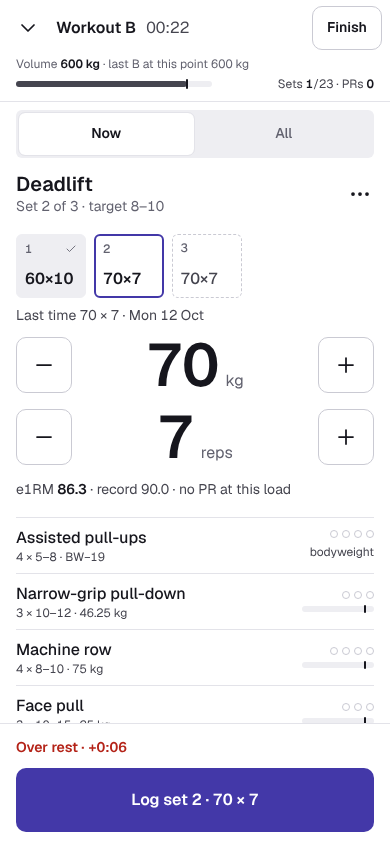 Workout B 00:22
Finish
Volume 600 kg · last B at this point 600 kg
Sets 1/23 · PRs 0
Now
All
Deadlift
Set 2 of 3 · target 8–10
1
60×10
2
70×7
3
70×7
Last time 70 × 7 · Mon 12 Oct
70 kg
7 reps
e1RM 86.3 · record 90.0 · no PR at this load
Assisted pull-ups
4 × 5–8 · BW–19
bodyweight
Narrow-grip pull-down
3 × 10–12 · 46.25 kg
Machine row
4 × 8–10 · 75 kg
Face pull
Over rest · +0:06
Log set 2 · 70 × 7